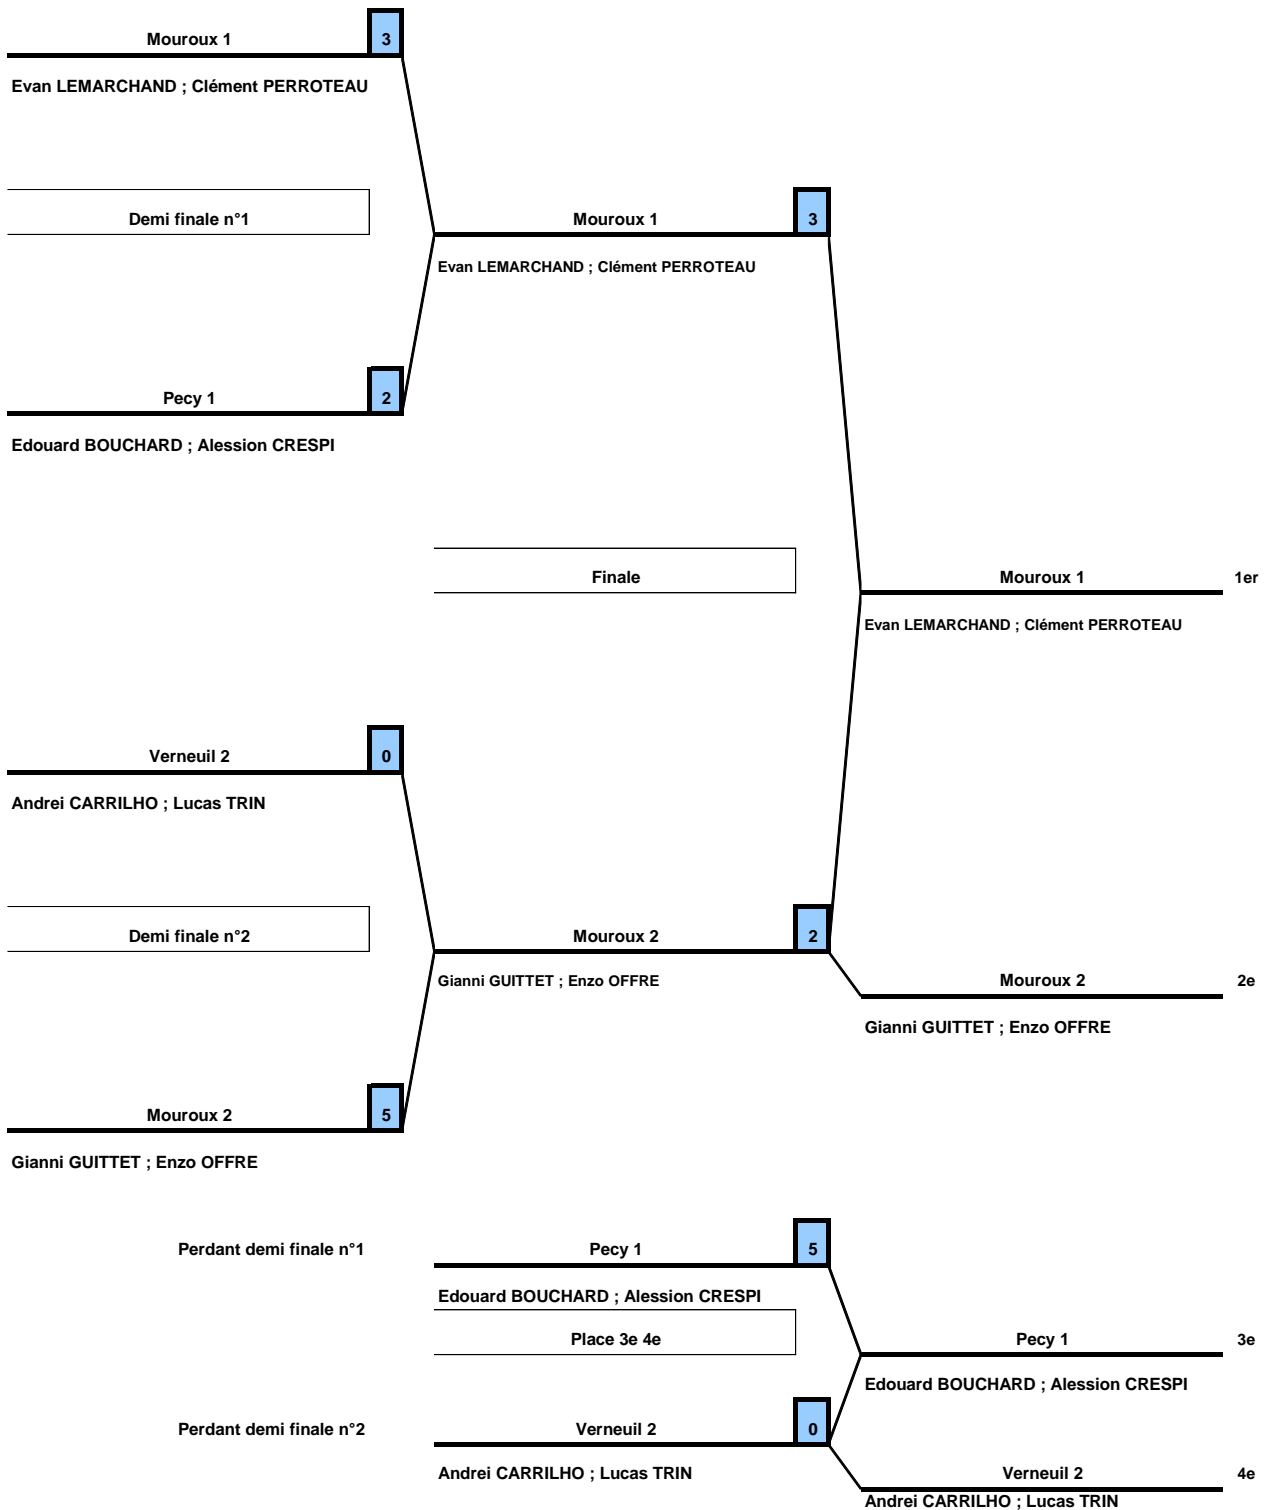 Mouroux 1 3
Evan LEMARCHAND ; Clément PERROTEAU
Demi finale n°1
Mouroux 1 3
Evan LEMARCHAND ; Clément PERROTEAU
Pecy 1 2
Edouard BOUCHARD ; Alession CRESPI
Finale
Mouroux 1 1er
Evan LEMARCHAND ; Clément PERROTEAU
Verneuil 2 0
Andrei CARRILHO ; Lucas TRIN
Demi finale n°2
Mouroux 2 2
Gianni GUITTET ; Enzo OFFRE
Mouroux 2 2e
Gianni GUITTET ; Enzo OFFRE
Mouroux 2 5
Gianni GUITTET ; Enzo OFFRE
Perdant demi finale n°1
Pecy 1 5
Edouard BOUCHARD ; Alession CRESPI
Place 3e 4e
Pecy 1 3e
Edouard BOUCHARD ; Alession CRESPI
Perdant demi finale n°2
Verneuil 2 0
Andrei CARRILHO ; Lucas TRIN
Verneuil 2 4e
Andrei CARRILHO ; Lucas TRIN